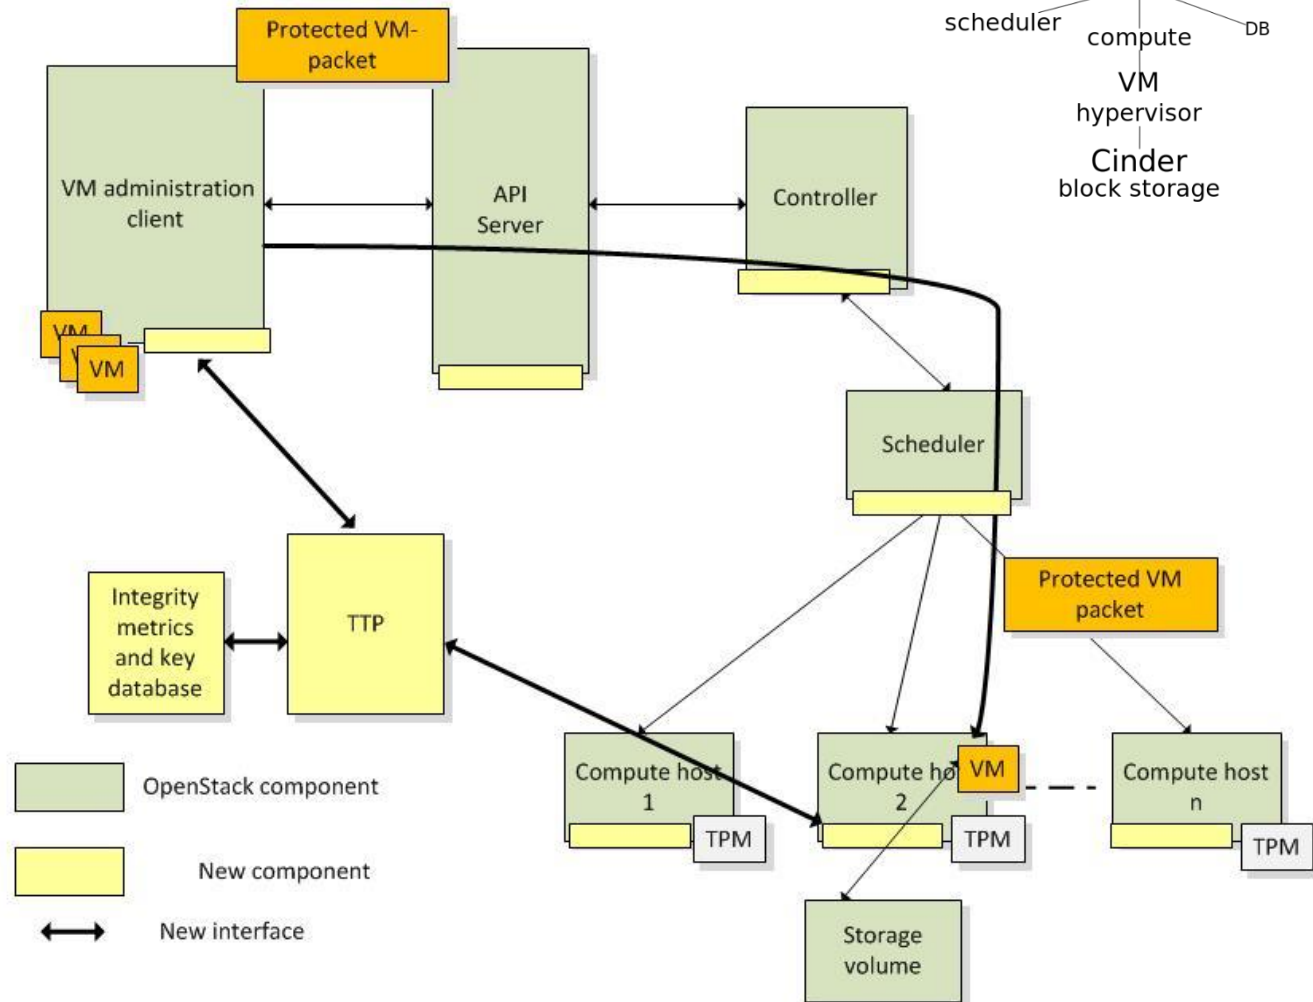 Protected VM-
packet
scheduler
compute
DB
VM
hypervisor
Cinder
block storage
VM administration
client
API
Server
Controller
VM
V
VM
Scheduler
Protected VM
packet
Integrity
metrics
and key
database
TTP
Compute host
1
TPM
Compute ho
2
VM
TPM
Compute host
n
TPM
Storage
volume
OpenStack component
New component
New interface